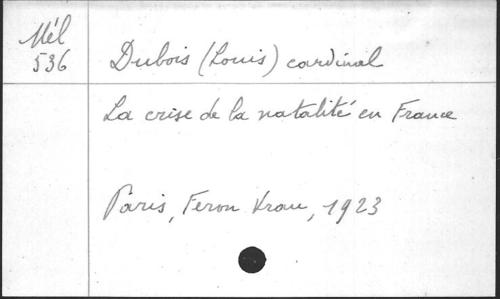 Mél
536
Dubois (Louis) cardinal
La crise de la natalité en France
Paris, Feron Vrau, 1923